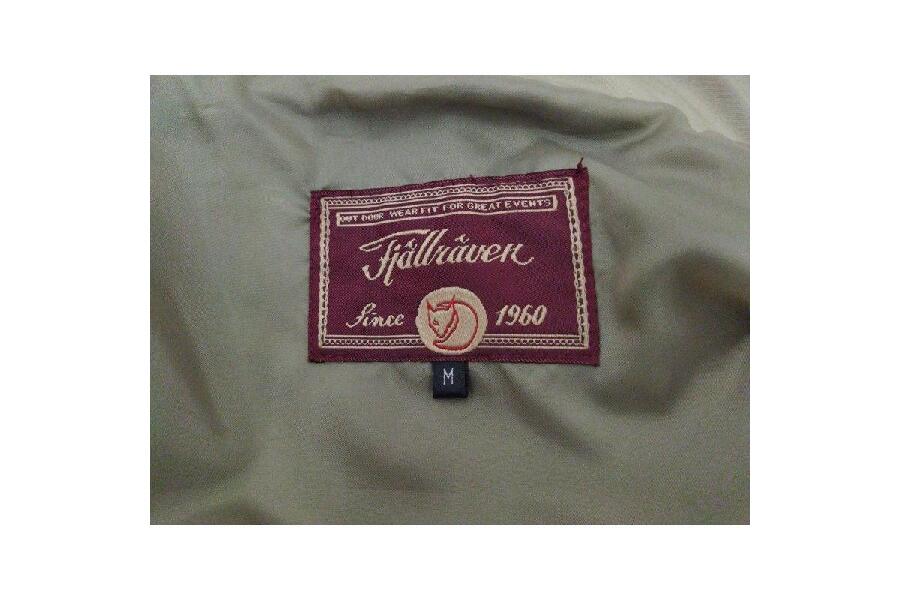 OUT DOOR WEAR FIT FOR GREAT EVENTS
Fjällräven
Since 1960
M